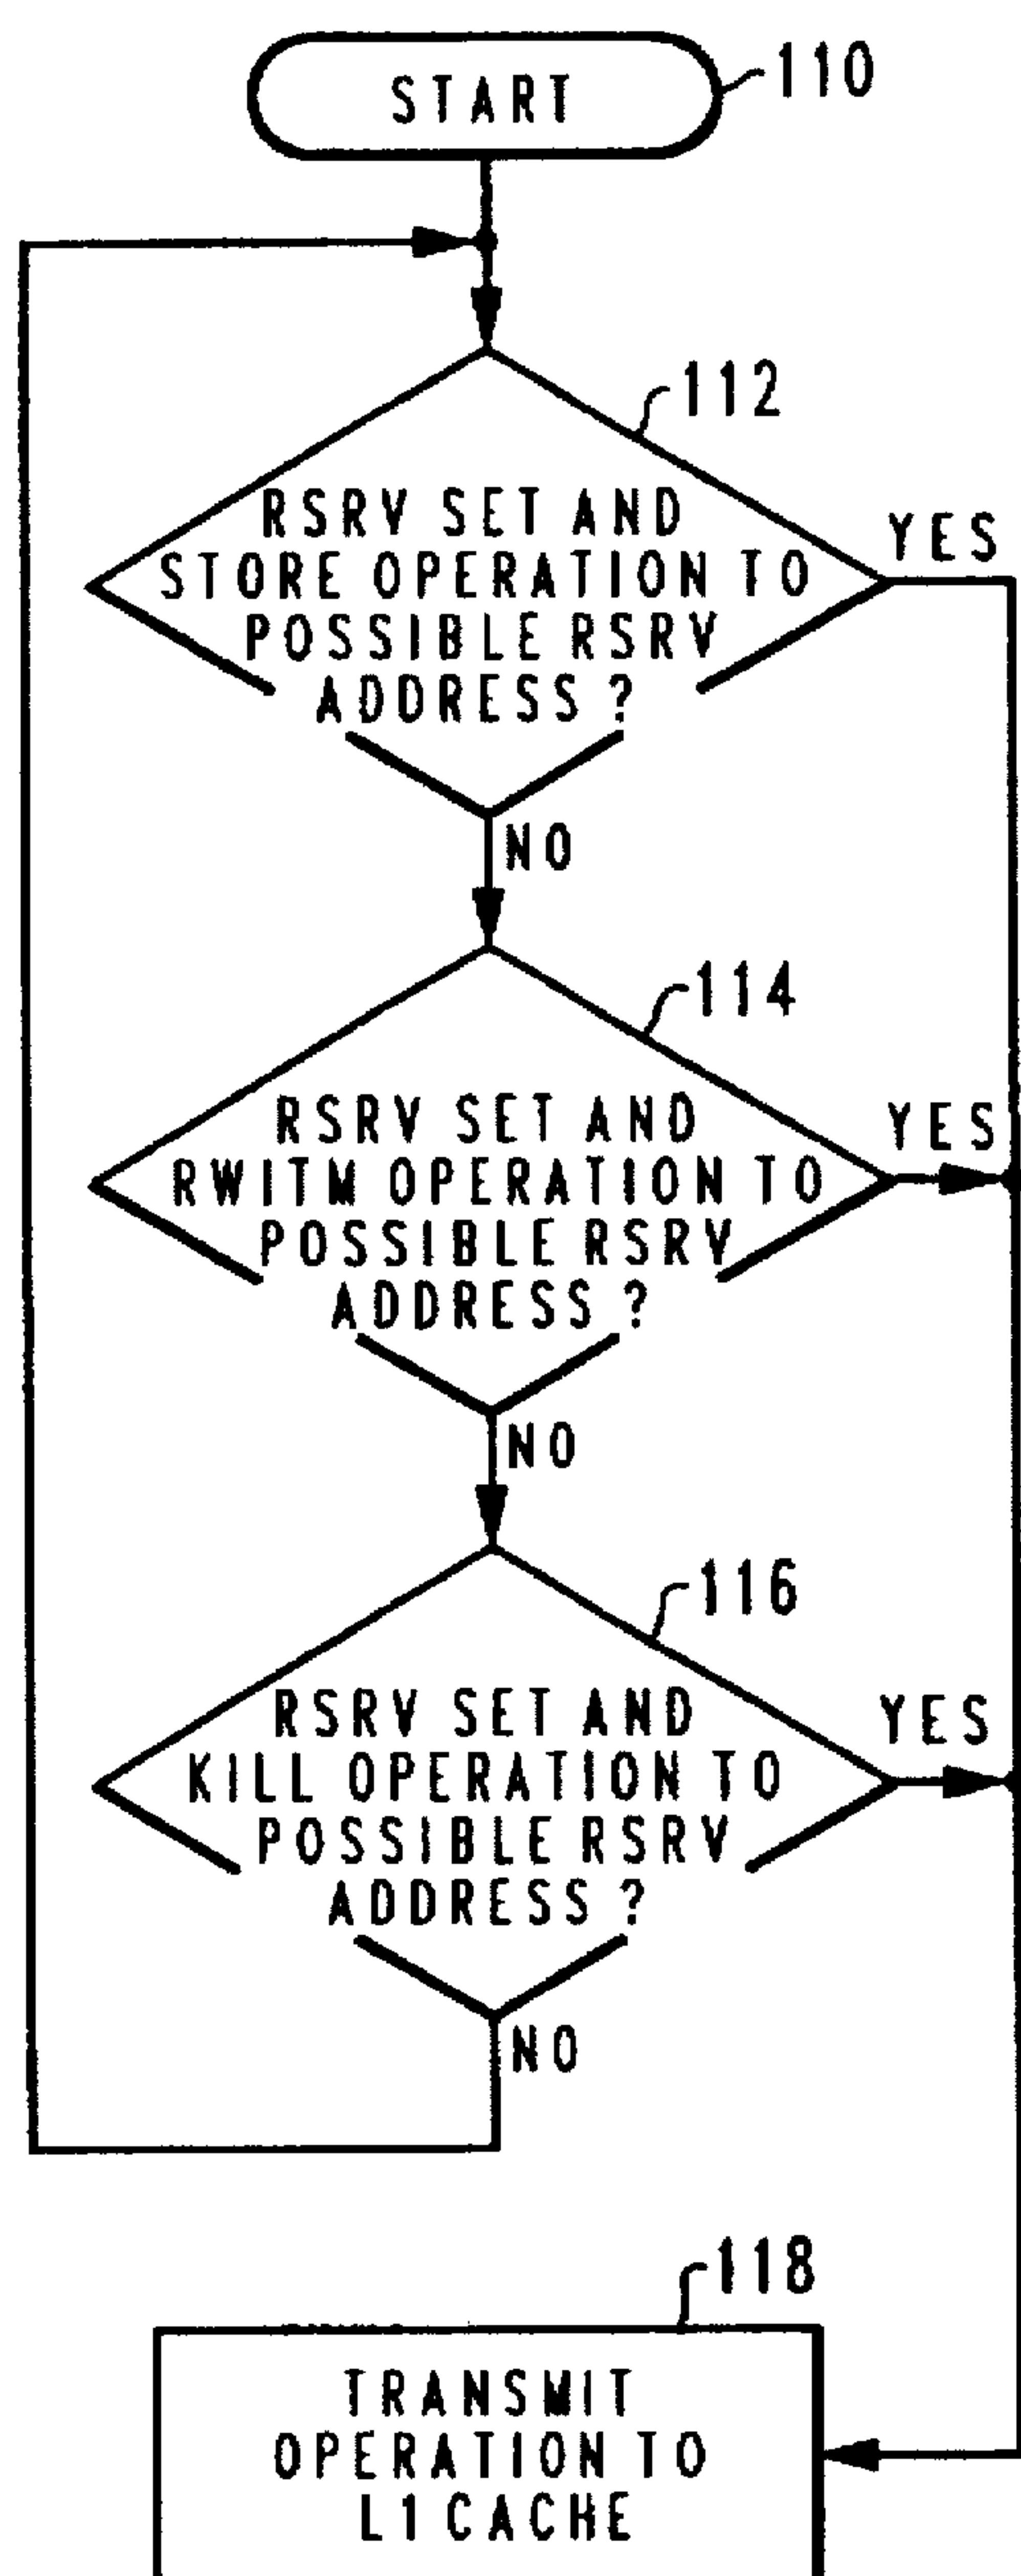 START
110
112
RSRV SET AND
STORE OPERATION TO
POSSIBLE RSRV
ADDRESS ?
YES
NO
114
RSRV SET AND
RWITM OPERATION TO
POSSIBLE RSRV
ADDRESS ?
YES
NO
116
RSRV SET AND
KILL OPERATION TO
POSSIBLE RSRV
ADDRESS ?
YES
NO
118
TRANSMIT
OPERATION TO
L1 CACHE